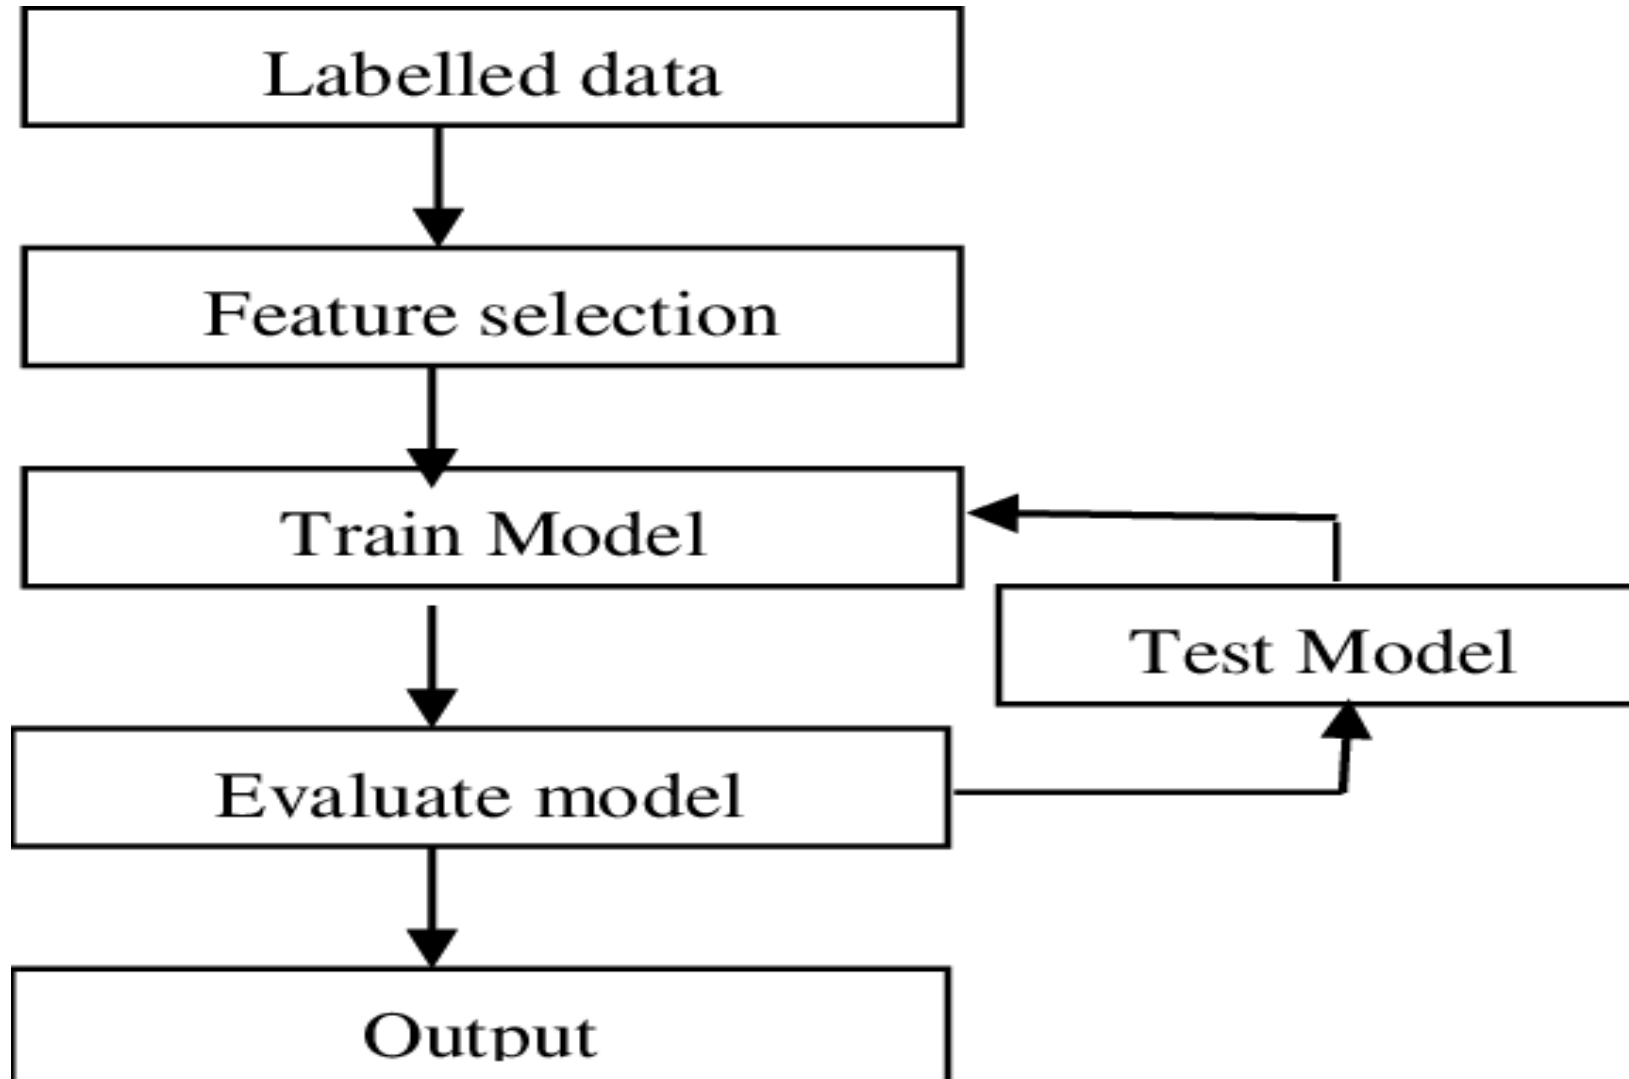 Labelled data
Feature selection
Train Model
Test Model
Evaluate model
Output